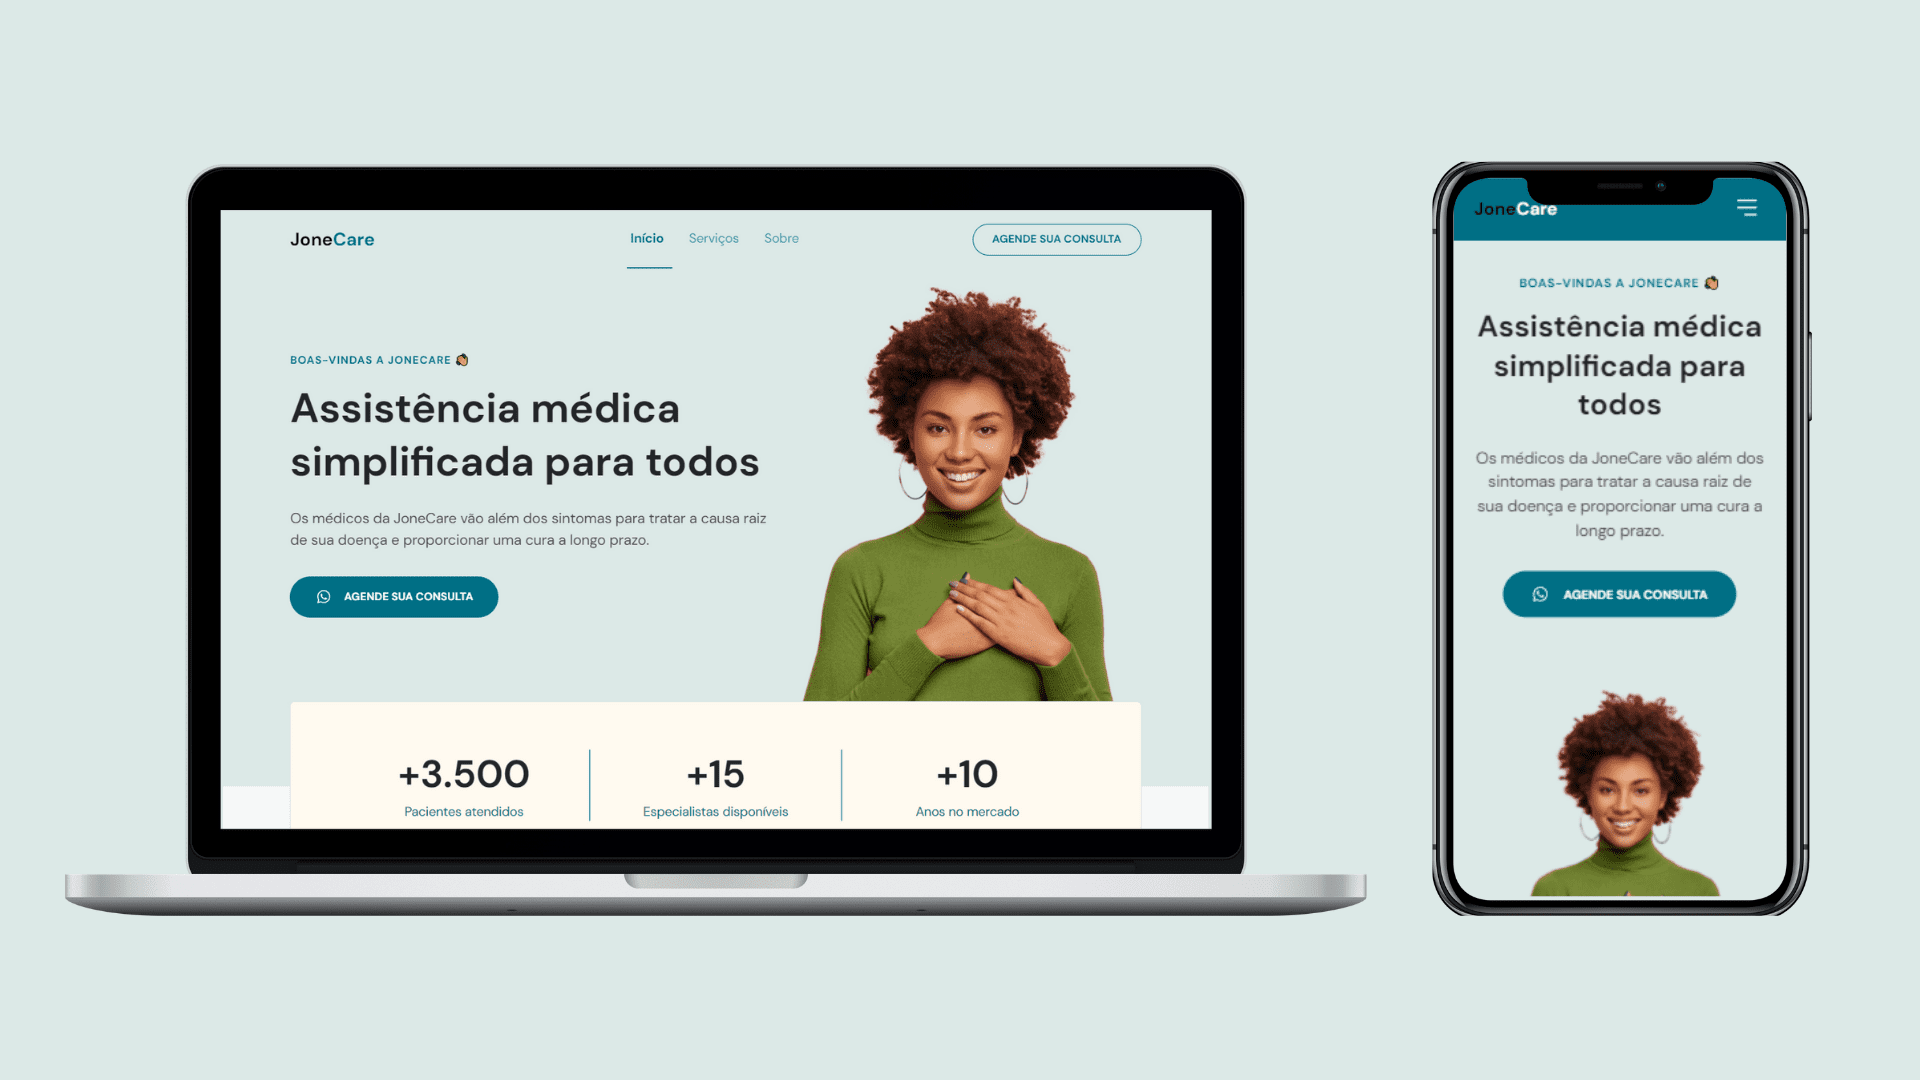 JoneCare
Início Serviços Sobre
AGENDE SUA CONSULTA
BOAS-VINDAS A JONECARE
Assistência médica
simplificada para todos
Os médicos da JoneCare vão além dos sintomas para tratar a causa raiz
de sua doença e proporcionar uma cura a longo prazo.
AGENDE SUA CONSULTA
+3.500
Pacientes atendidos
+15
Especialistas disponíveis
+10
Anos no mercado
JoneCare
BOAS-VINDAS A JONECARE
Assistência médica
simplificada para
todos
Os médicos da JoneCare vão além dos
sintomas para tratar a causa raiz de
sua doença e proporcionar uma cura a
longo prazo.
AGENDE SUA CONSULTA